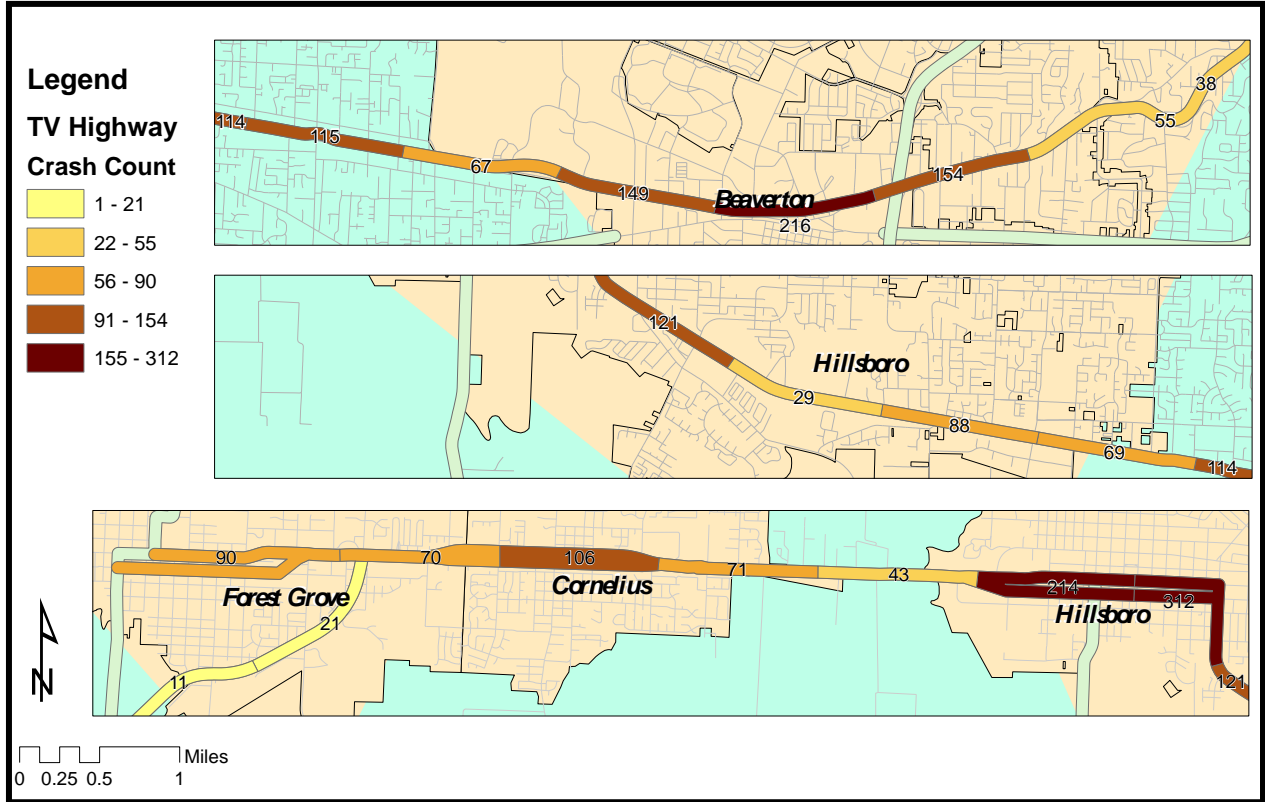 Legend
TV Highway
Crash Count
1 - 21
22 - 55
56 - 90
91 - 154
155 - 312
114
115
67
149
Beaverton
216
154
55
38
121
Hillsboro
29
88
69
114
90
70
106
71
43
214
312
Forest Grove
Cornelius
Hillsboro
21
11
121
N
Miles
0 0.25 0.5 1